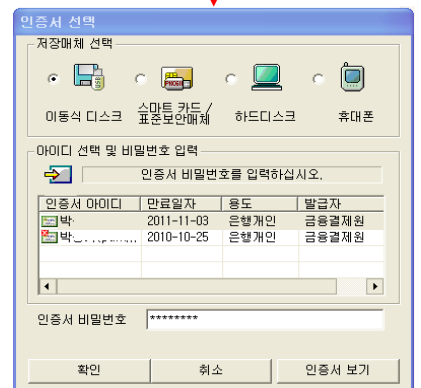 인증서 선택
저장매체 선택
이동식 디스크
스마트 카드 /
표준보안매체
하드디스크
휴대폰
아이디 선택 및 비밀번호 입력
인증서 비밀번호를 입력하십시오.
인증서 아이디 만료일자 용도 발급자
박 2011-11-03 은행개인 금융결제원
박 2010-10-25 은행개인 금융결제원
인증서 비밀번호 ********
확인 취소 인증서 보기